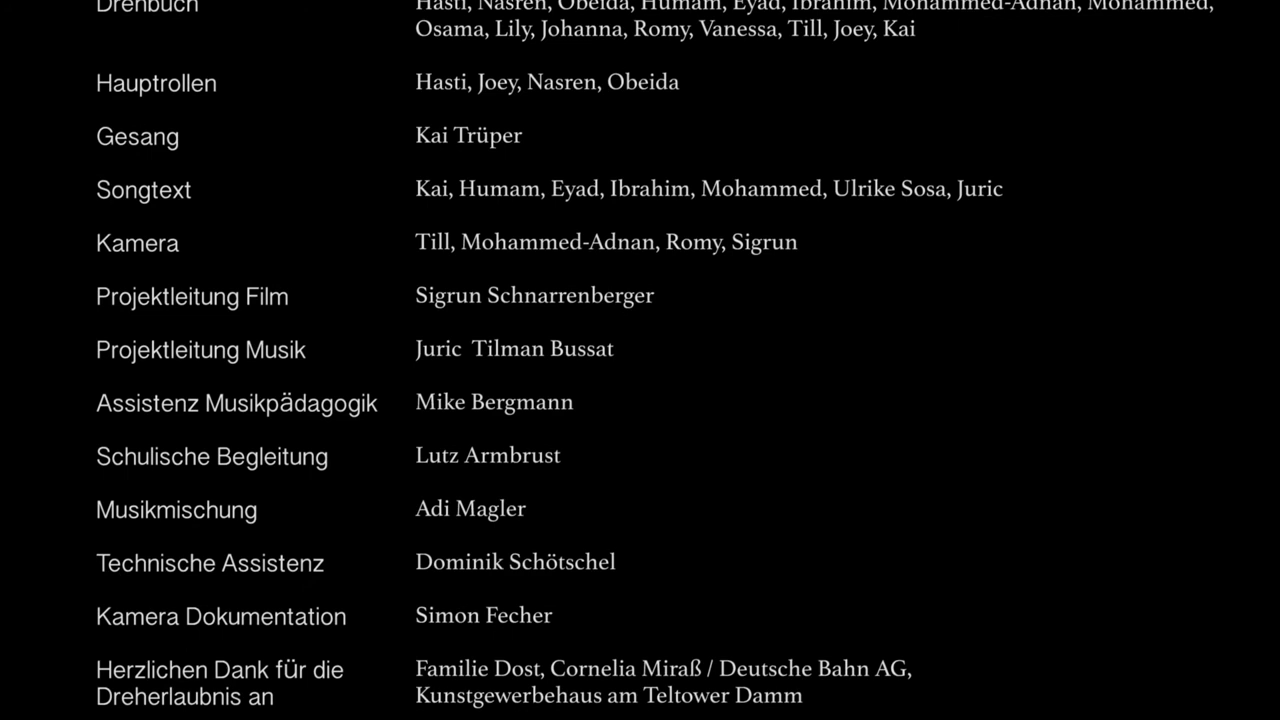 Drehbuch Hasti, Nasren, Obeida, Humam, Eyad, Ibrahim, Mohammed-Adnan, Mohammed,
Osama, Lily, Johanna, Romy, Vanessa, Till, Joey, Kai
Hauptrollen Hasti, Joey, Nasren, Obeida
Gesang Kai Trüper
Songtext Kai, Humam, Eyad, Ibrahim, Mohammed, Ulrike Sosa, Juric
Kamera Till, Mohammed-Adnan, Romy, Sigrun
Projektleitung Film Sigrun Schnarrenberger
Projektleitung Musik Juric  Tilman Bussat
Assistenz Musikpädagogik Mike Bergmann
Schulische Begleitung Lutz Armbrust
Musikmischung Adi Magler
Technische Assistenz Dominik Schötschel
Kamera Dokumentation Simon Fecher
Herzlichen Dank für die Familie Dost, Cornelia Miraß / Deutsche Bahn AG,
Dreherlaubnis an Kunstgewerbehaus am Teltower Damm